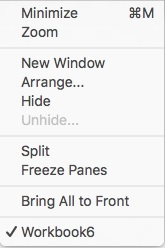 Minimize ⌘M
Zoom
New Window
Arrange...
Hide
Unhide...
Split
Freeze Panes
Bring All to Front
✓ Workbook6